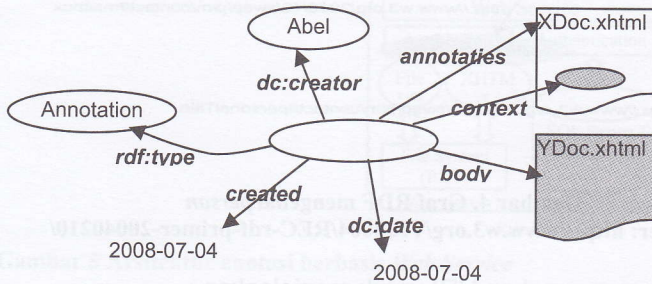 Abel
XDoc.xhtml
annotaties
dc:creator
context
Annotation
YDoc.xhtml
rdf:type
body
created
dc:date
2008-07-04
2008-07-04